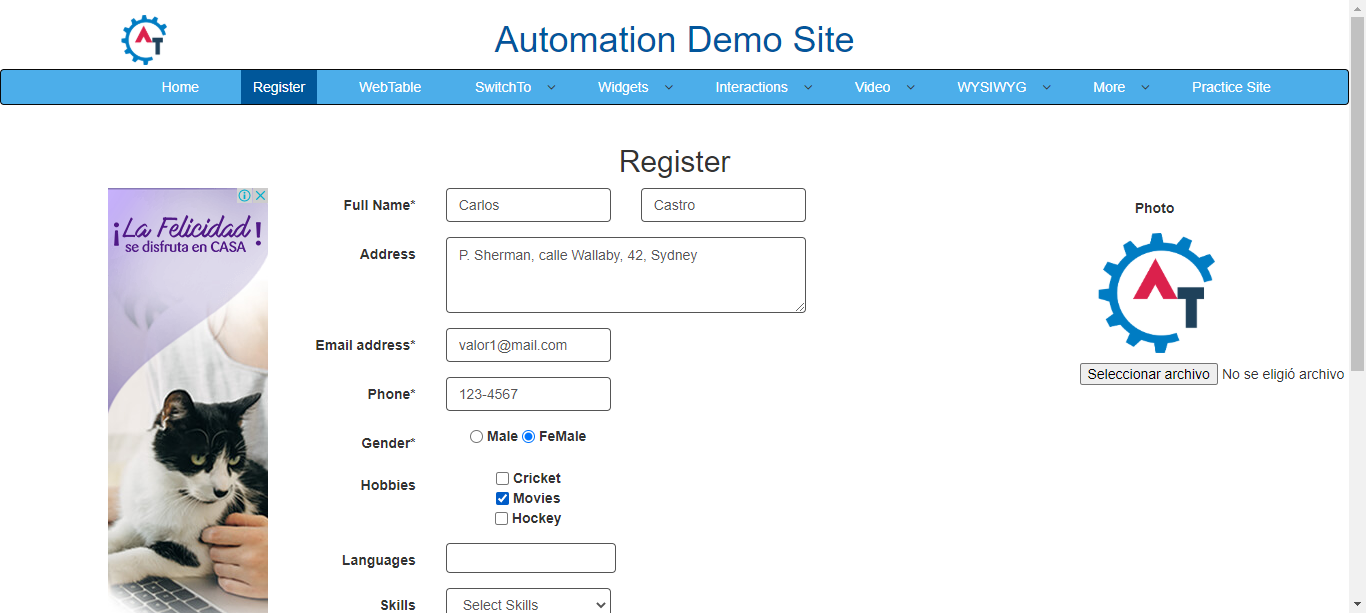 AT
Automation Demo Site
Home Register WebTable SwitchTo Widgets Interactions Video WYSIWYG More Practice Site
Register
¡La Felicidad!
se disfruta en CASA
Full Name* Carlos Castro
Address P. Sherman, calle Wallaby, 42, Sydney
Email address* valor1@mail.com
Phone* 123-4567
Gender* Male FeMale
Hobbies Cricket
Movies
Hockey
Languages
Skills Select Skills
Photo
AT
Seleccionar archivo No se eligió archivo